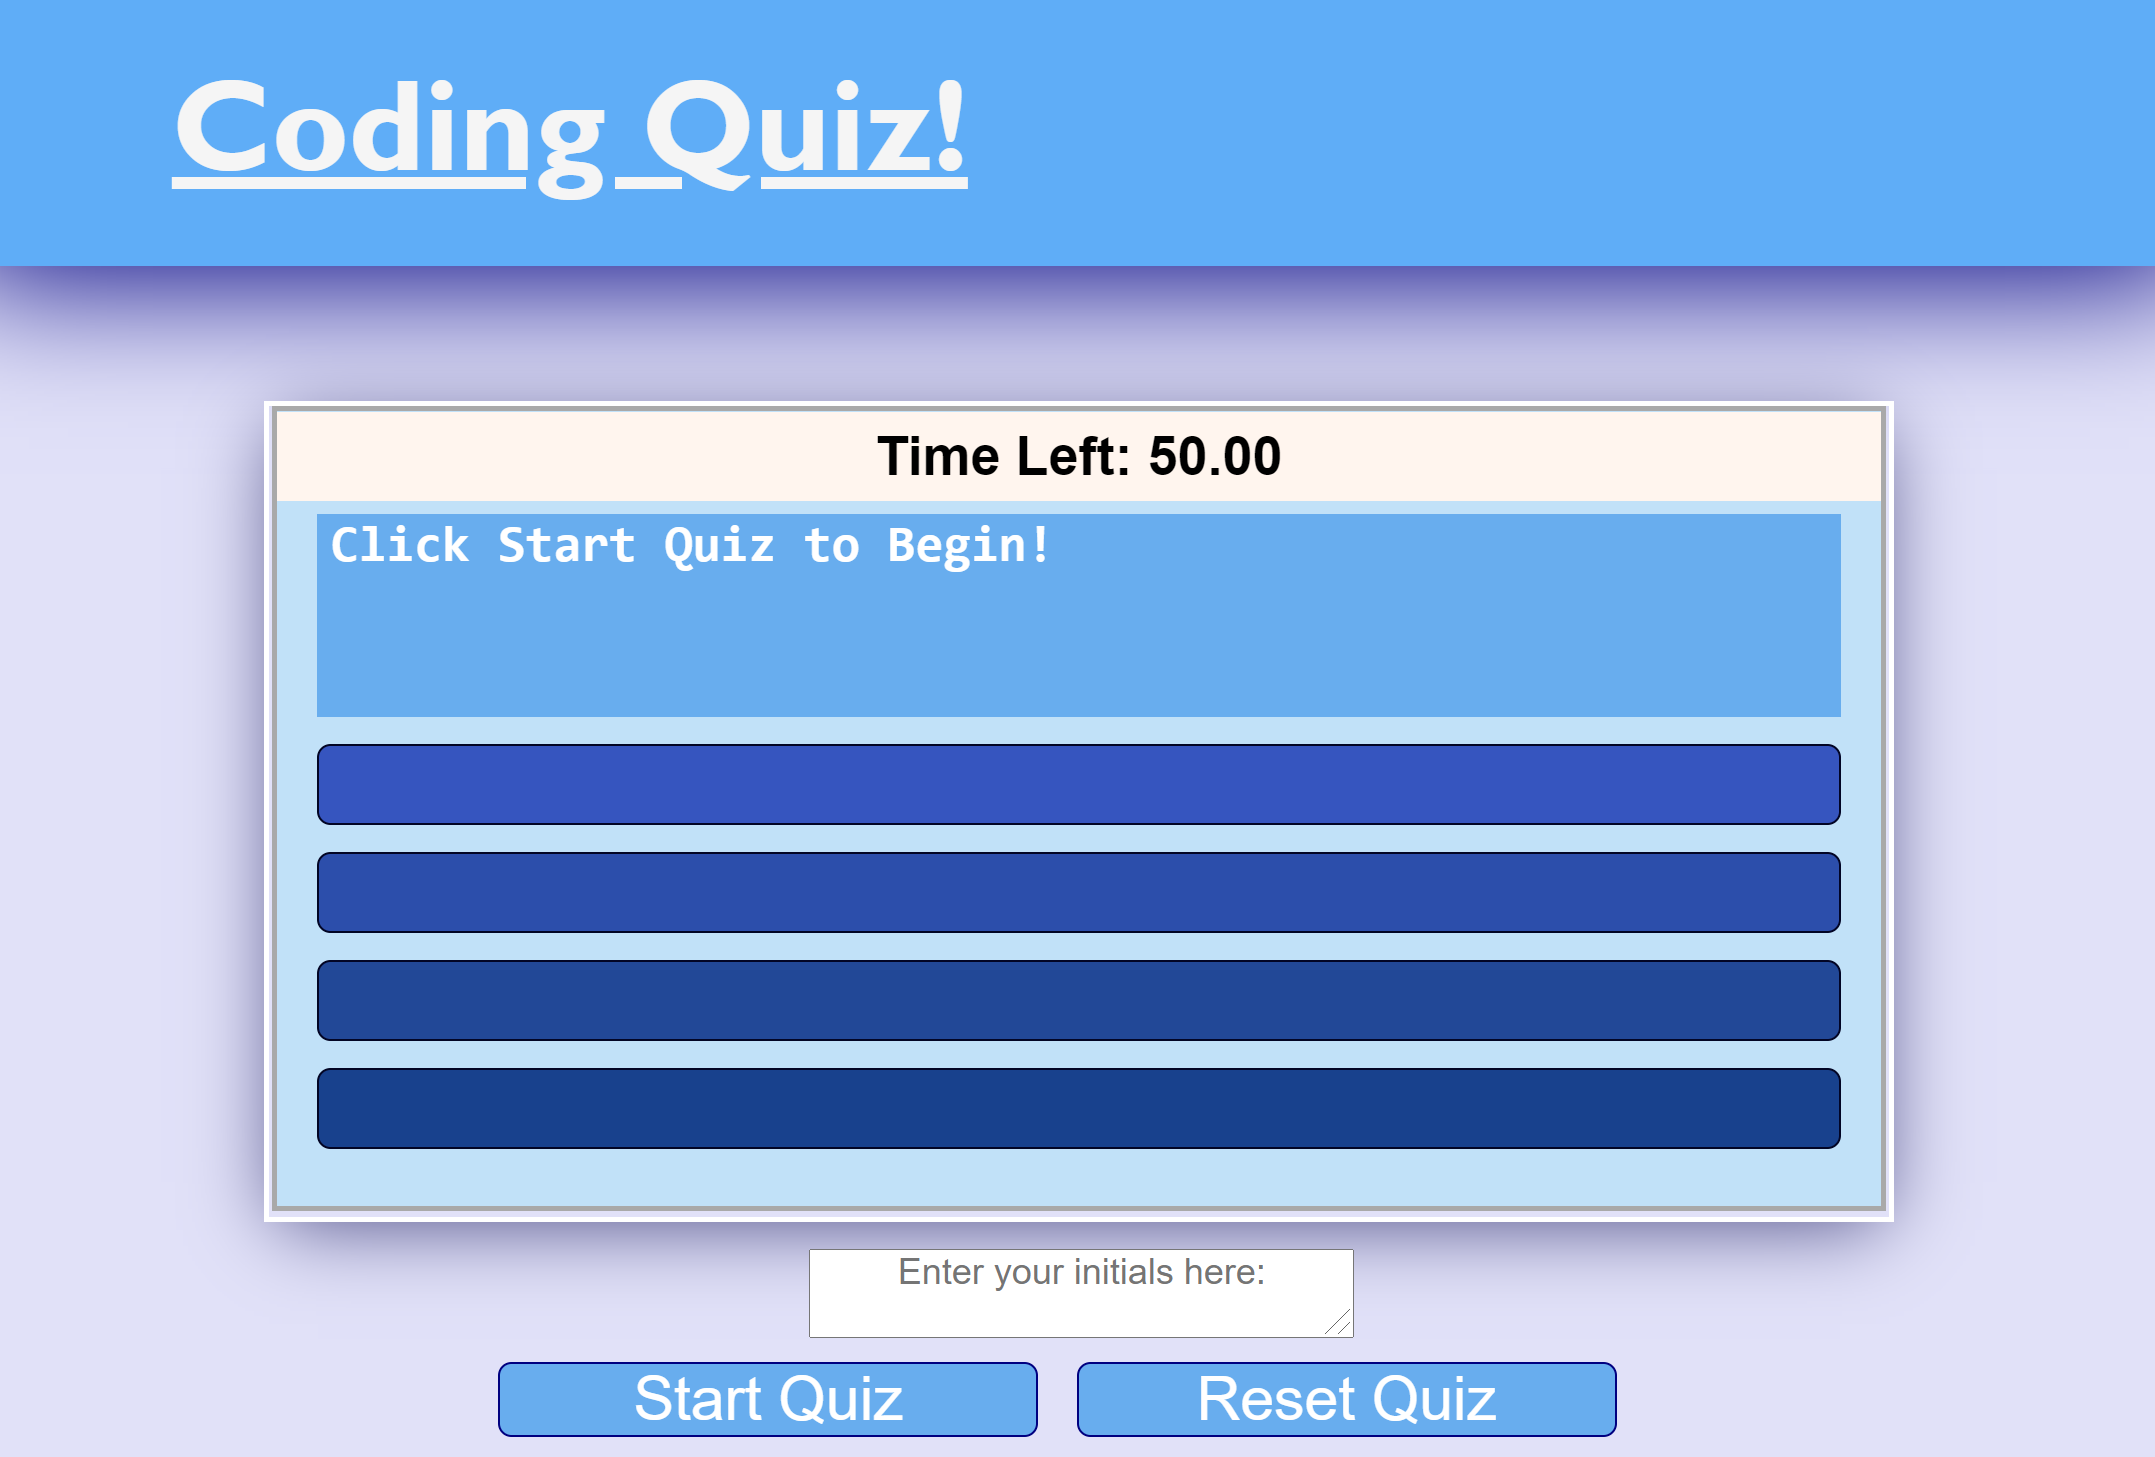 Coding Quiz!
Time Left: 50.00
Click Start Quiz to Begin!
Enter your initials here:
Start Quiz
Reset Quiz